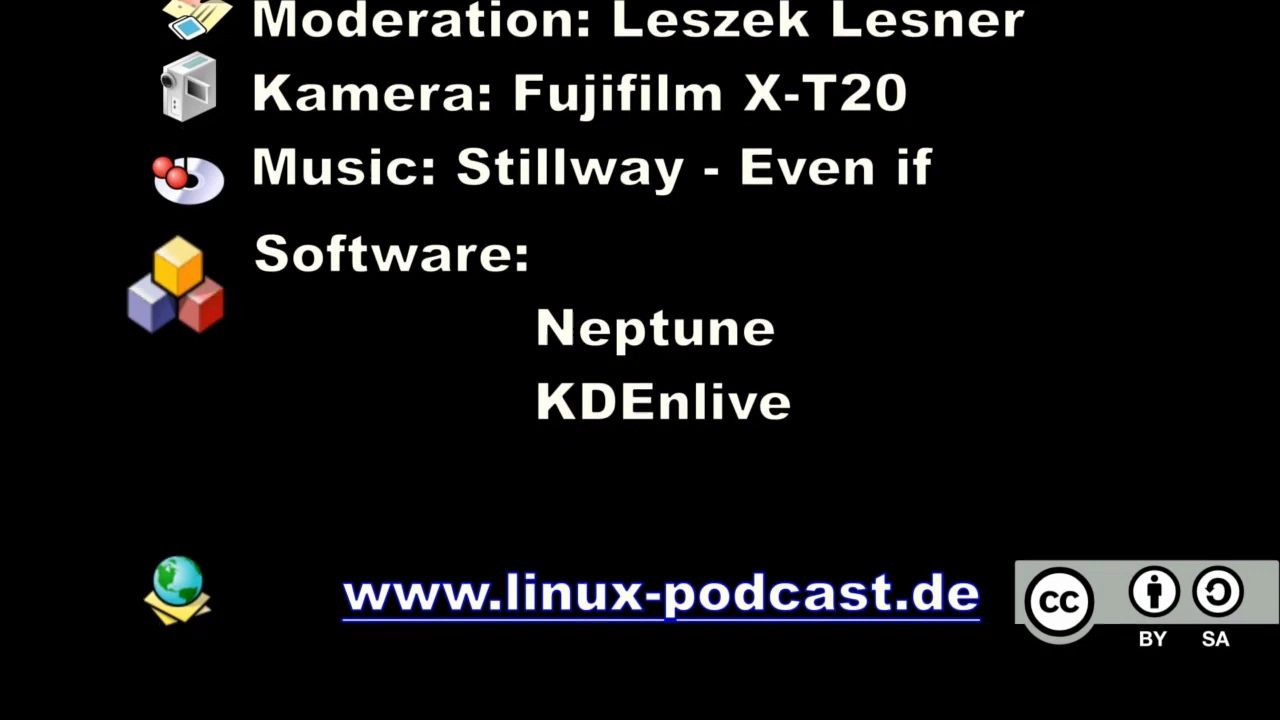 Moderation: Leszek Lesner
Kamera: Fujifilm X-T20
Music: Stillway - Even if
Software:
Neptune
KDEnlive
www.linux-podcast.de
CC BY SA